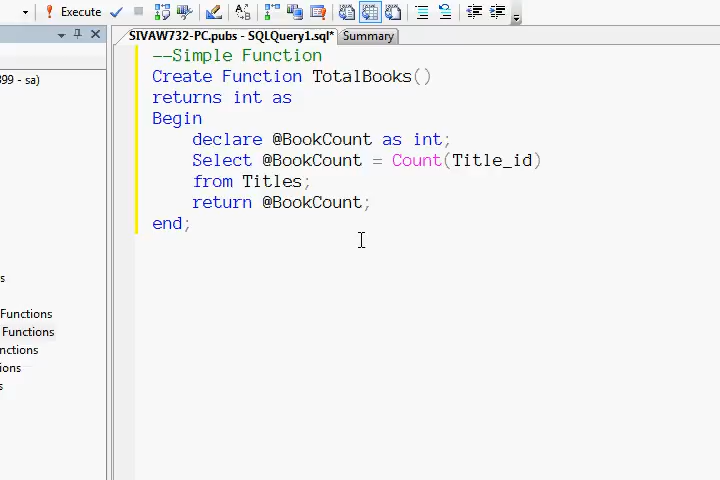 Execute
SIVAW732-PC.pubs - SQLQuery1.sql* Summary
399 - sa)
--Simple Function
Create Function TotalBooks()
returns int as
Begin
declare @BookCount as int;
Select @BookCount = Count(Title_id)
from Titles;
return @BookCount;
end;
s
Functions
Functions
nctions
ions
s